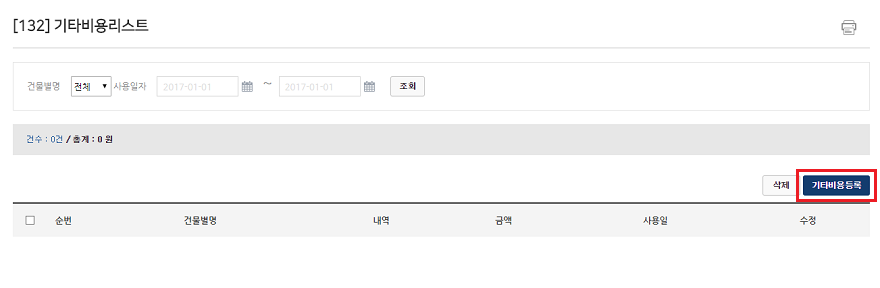 [132] 기타비용리스트
건물별명 전체 사용일자 2017-01-01 ~ 2017-01-01 조회
건수 : 0건 / 총계 : 0 원
삭제 기타비용등록
순번 건물별명 내역 금액 사용일 수정